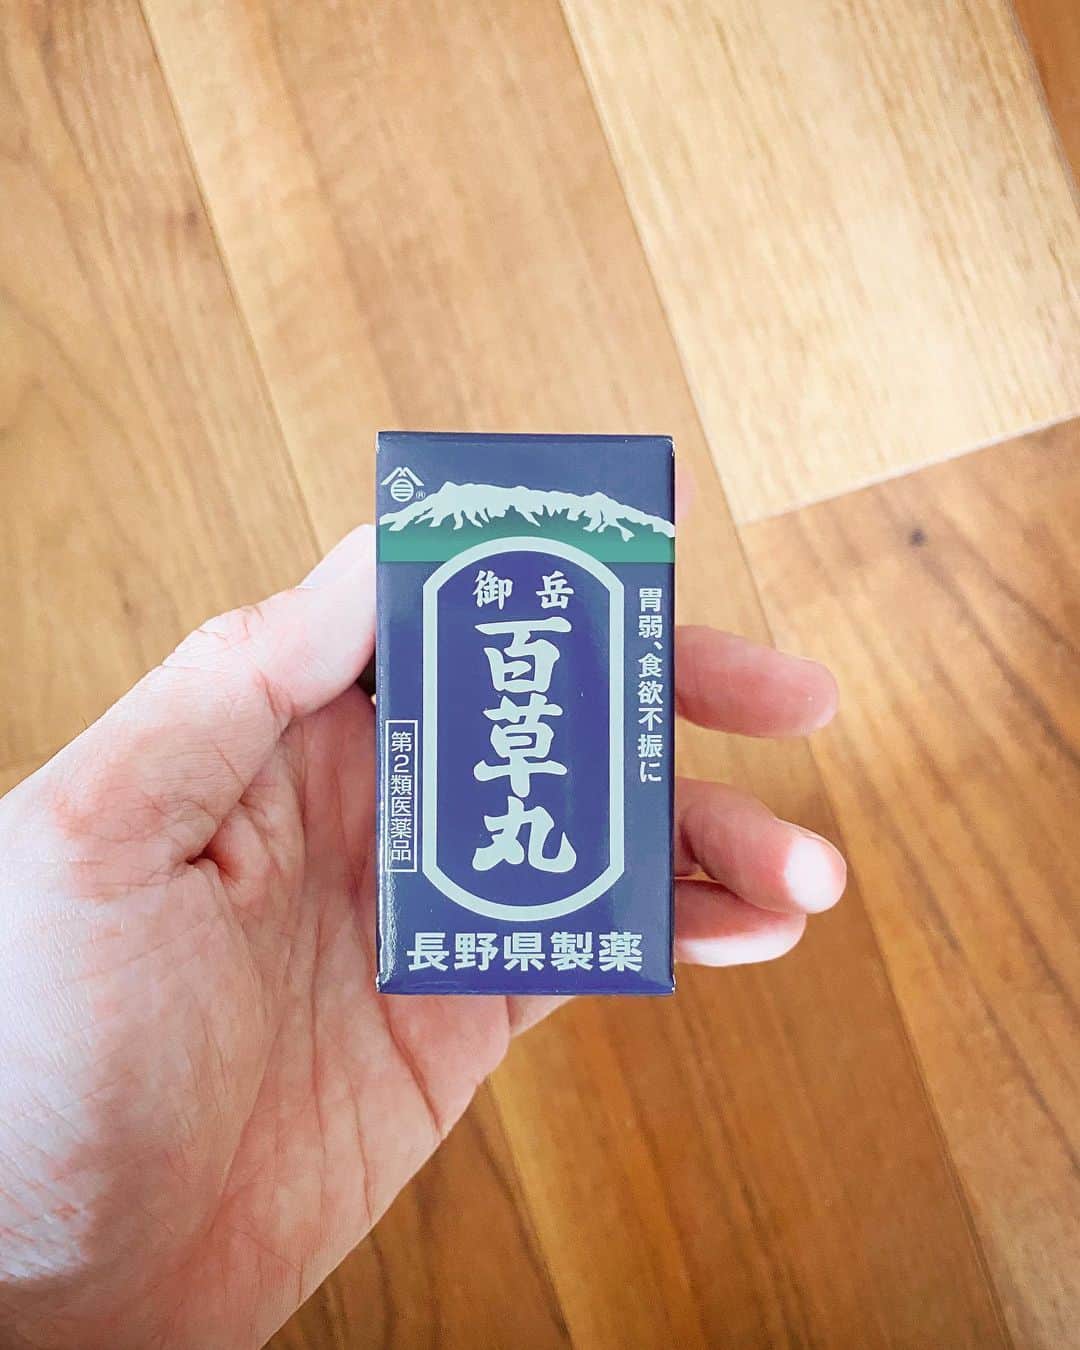 ®
御岳
百草丸
胃弱、食欲不振に
第2類医薬品
長野県製薬